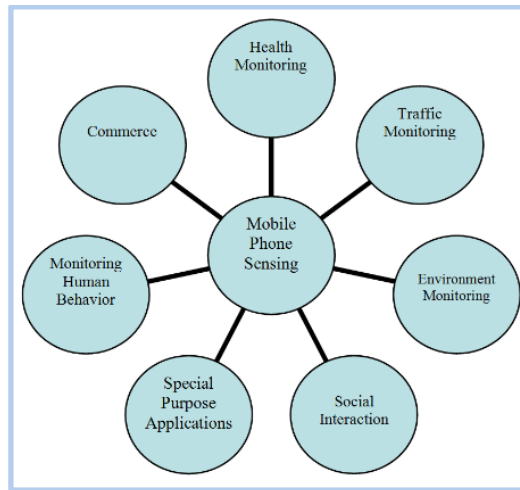 Health
Monitoring
Traffic
Monitoring
Commerce
Mobile
Phone
Sensing
Monitoring
Human
Behavior
Environment
Monitoring
Special
Purpose
Applications
Social
Interaction